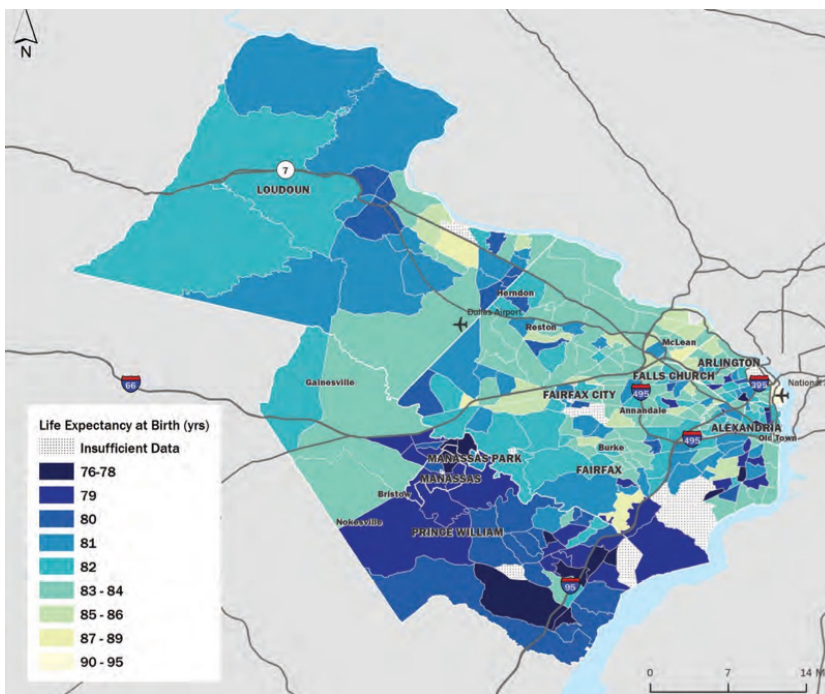 N
7
LOUDOUN
Herndon
Dulles Airport
Reston
McLean
ARLINGTON
66
Gainesville
FALLS CHURCH
395
FAIRFAX CITY
495
National
Annandale
Life Expectancy at Birth (yrs)
Insufficient Data
76-78
79
80
81
82
83 - 84
85 - 86
87 - 89
90 - 95
ALEXANDRIA
495
Old Town
Burke
MANASSAS PARK
FAIRFAX
MANASSAS
Bristow
Nokesville
PRINCE WILLIAM
95
0 7 14 M